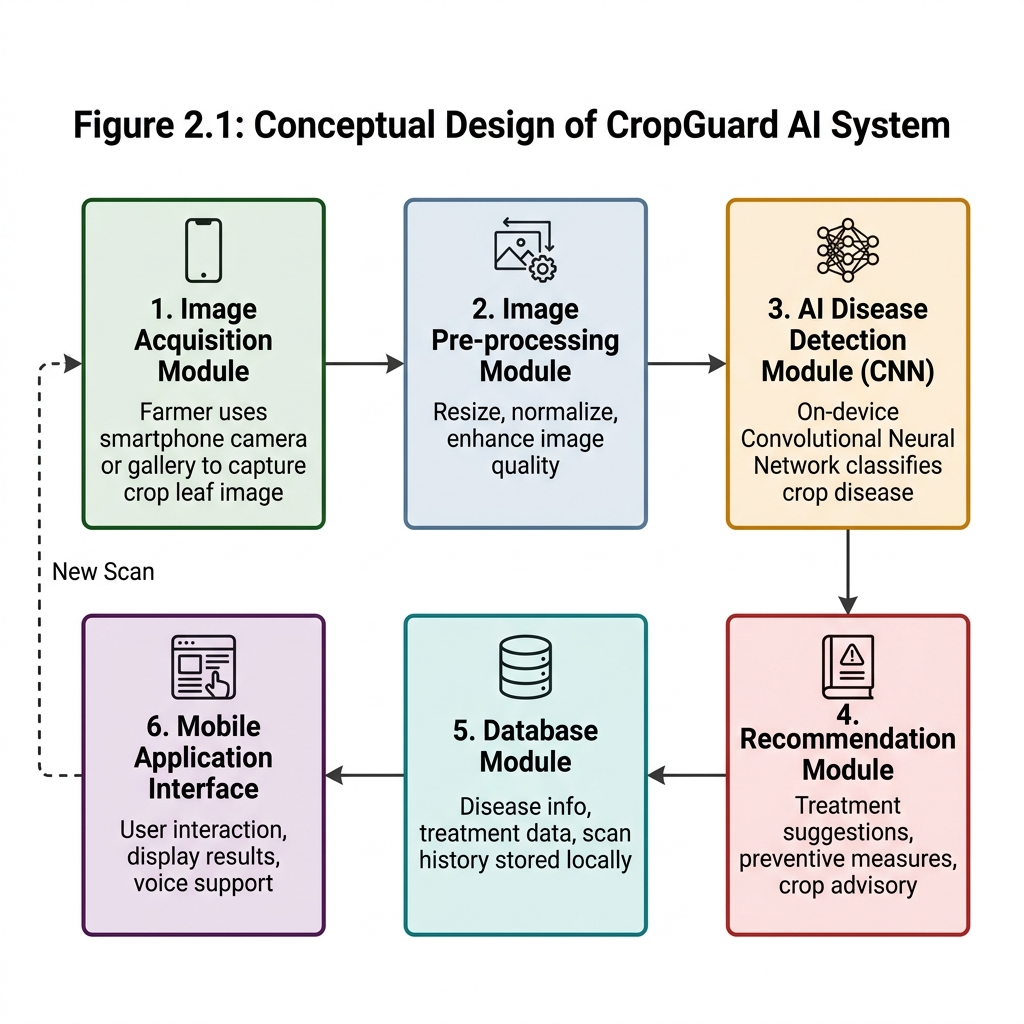 Figure 2.1: Conceptual Design of CropGuard AI System
1. Image
Acquisition
Module
Farmer uses
smartphone camera
or gallery to capture
crop leaf image
2. Image
Pre-processing
Module
Resize, normalize,
enhance image
quality
3. AI Disease
Detection
Module (CNN)
On-device
Convolutional Neural
Network classifies
crop disease
New Scan
4.
Recommendation
Module
Treatment
suggestions,
preventive measures,
crop advisory
5. Database
Module
Disease info,
treatment data, scan
history stored locally
6. Mobile
Application
Interface
User interaction,
display results,
voice support